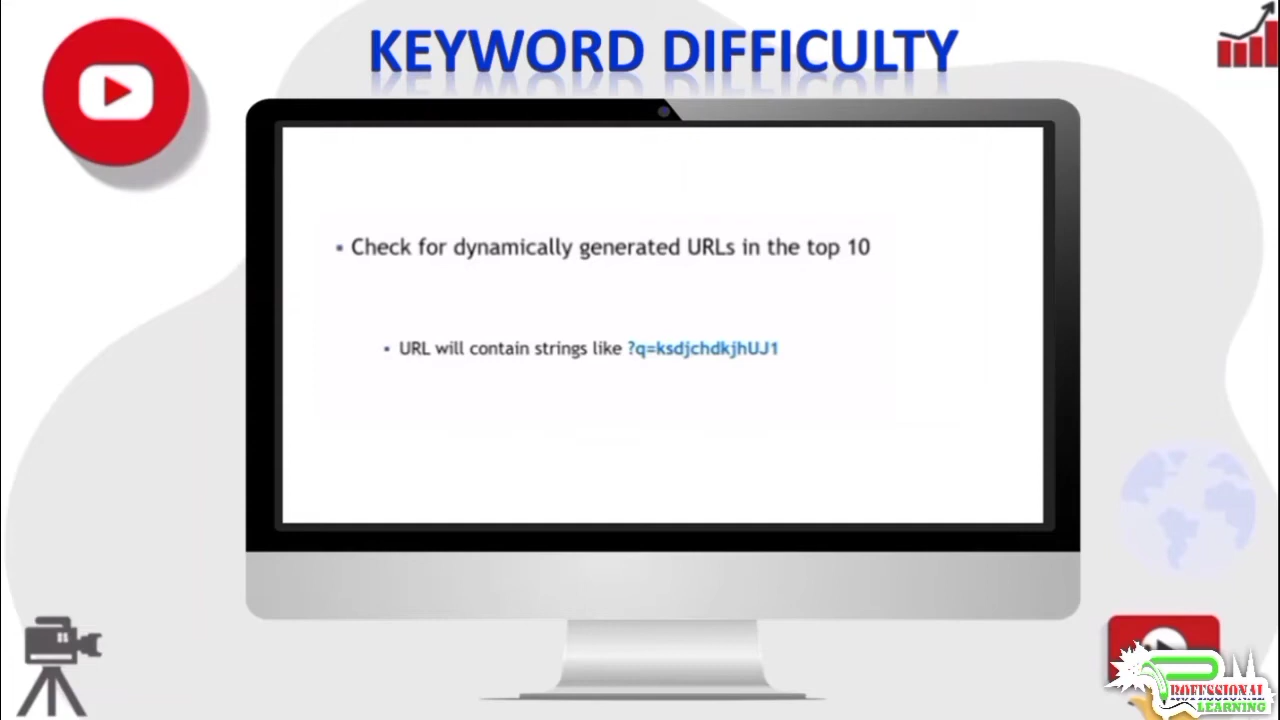 KEYWORD DIFFICULTY
▪ Check for dynamically generated URLs in the top 10
▪ URL will contain strings like ?q=ksdjchdkjhUJ1
PROFESSIONAL
LEARNING